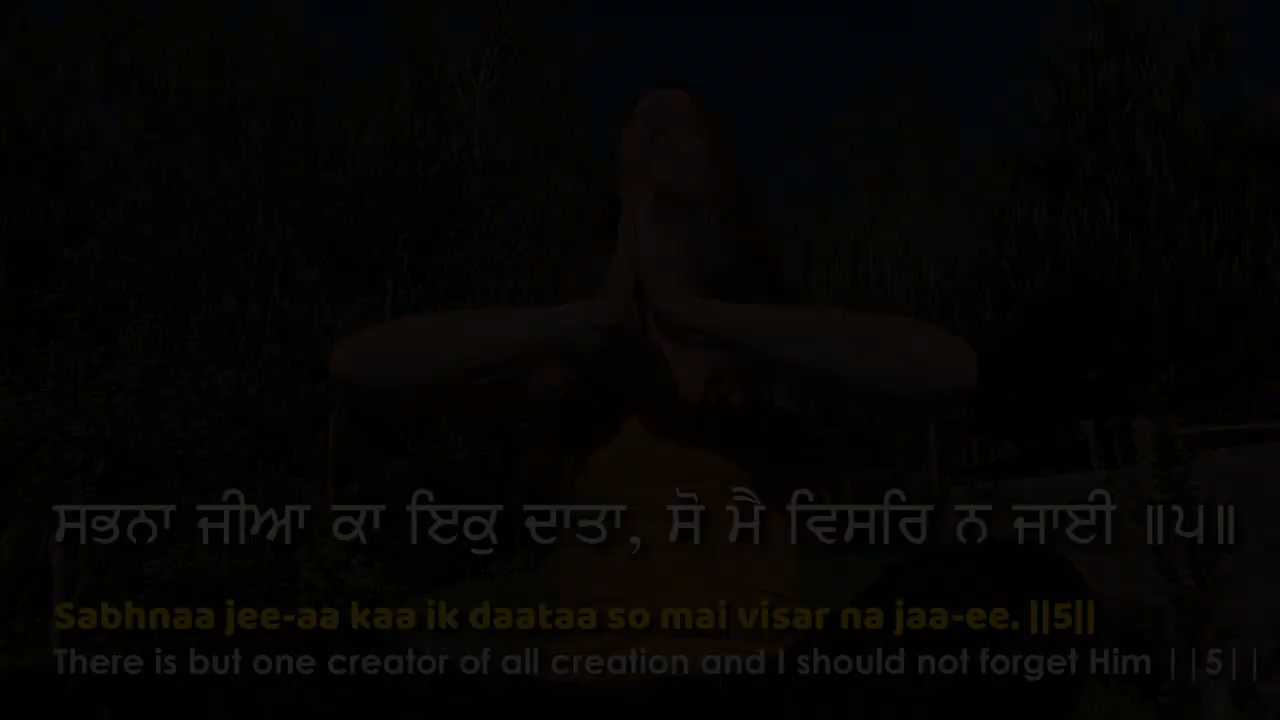 ਸਭਨਾ ਜੀਆ ਕਾ ਇਕੁ ਦਾਤਾ, ਸੋ ਮੈ ਵਿਸਰਿ ਨ ਜਾਈ ॥੫॥
Sabhnaa jee-aa kaa ik daataa so mai visar na jaa-ee. ||5||
There is but one creator of all creation and I should not forget Him ||5||